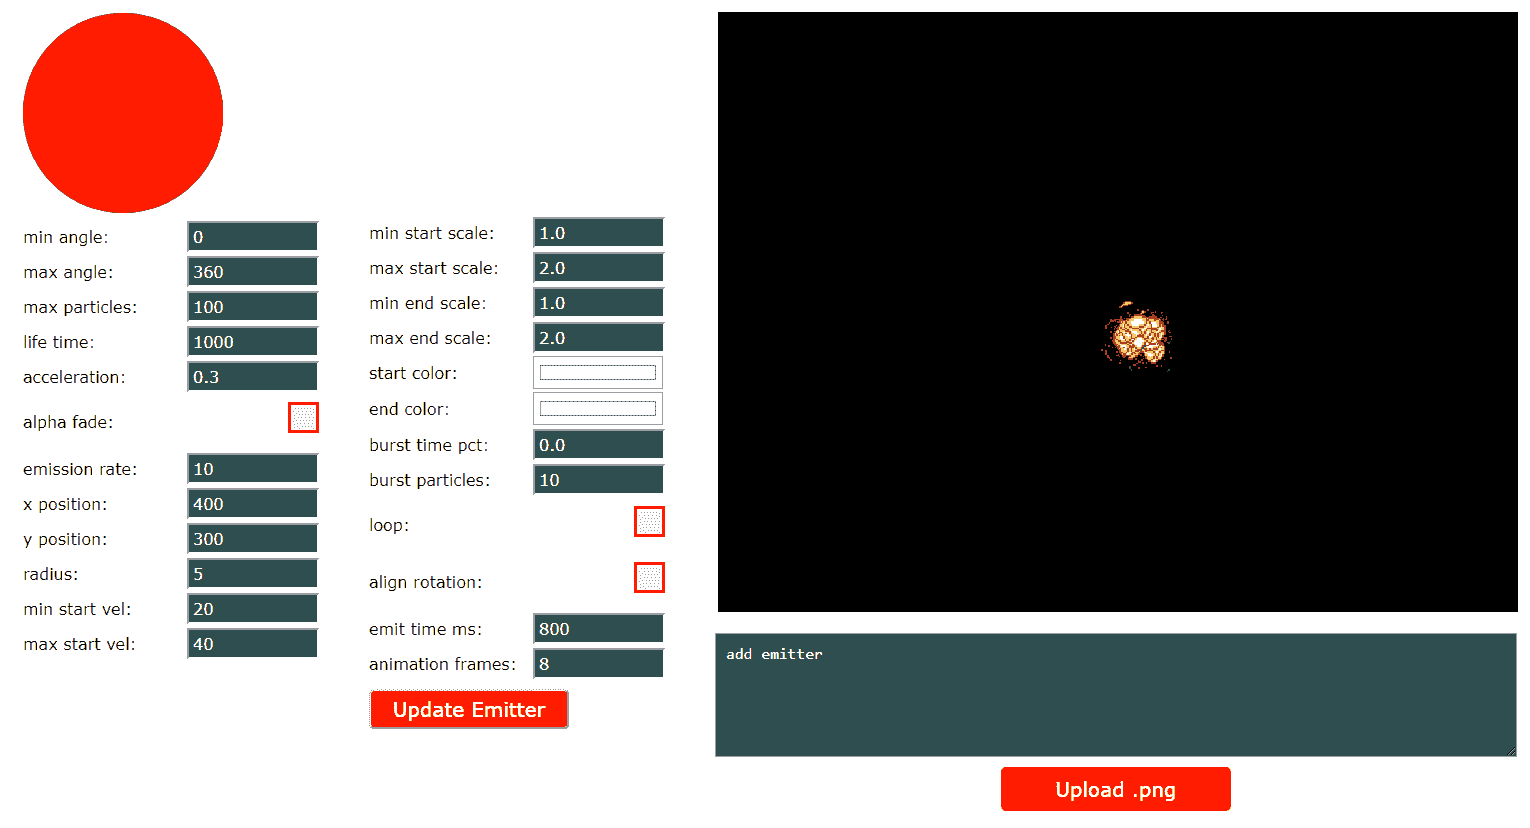 min angle: 0
max angle: 360
max particles: 100
life time: 1000
acceleration: 0.3
alpha fade:
emission rate: 10
x position: 400
y position: 300
radius: 5
min start vel: 20
max start vel: 40
min start scale: 1.0
max start scale: 2.0
min end scale: 1.0
max end scale: 2.0
start color:
end color:
burst time pct: 0.0
burst particles: 10
loop:
align rotation:
emit time ms: 800
animation frames: 8
Update Emitter
add emitter
Upload .png